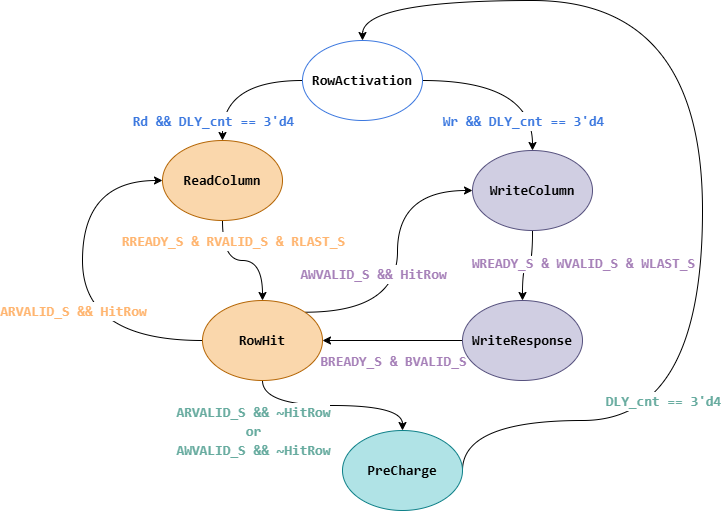 RowActivation
Rd && DLY_cnt == 3'd4
Wr && DLY_cnt == 3'd4
ReadColumn
WriteColumn
RREADY_S & RVALID_S & RLAST_S
AWVALID_S && HitRow
WREADY_S & WVALID_S & WLAST_S
ARVALID_S && HitRow
RowHit
WriteResponse
BREADY_S & BVALID_S
ARVALID_S && ~HitRow
or
AWVALID_S && ~HitRow
DLY_cnt == 3'd4
PreCharge